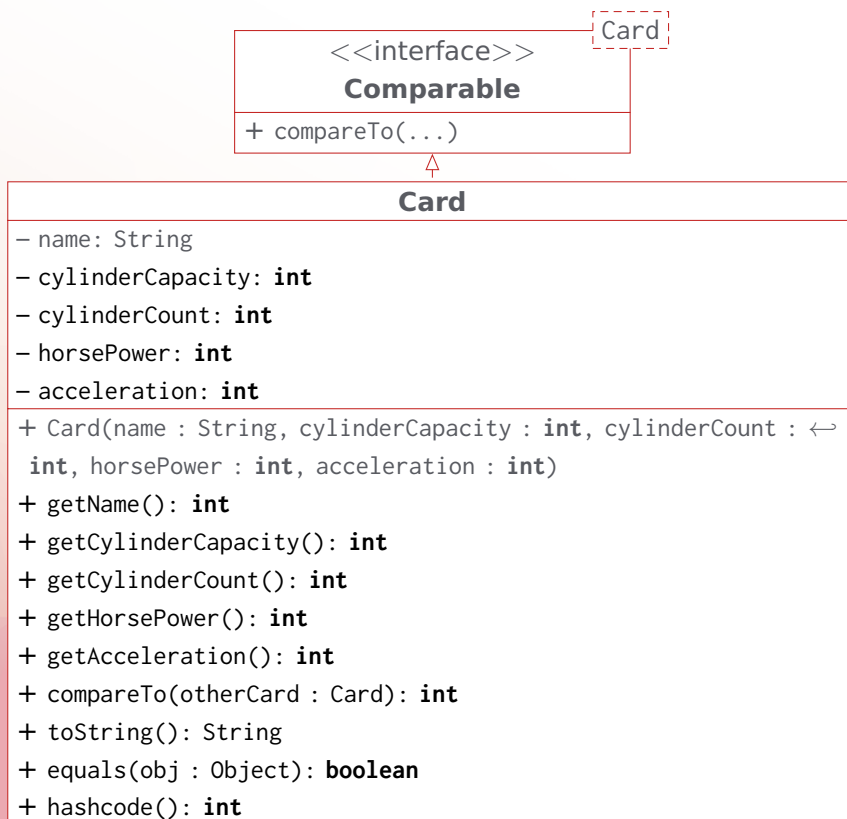 Card
<<interface>>
Comparable
+ compareTo(...)
Card
– name: String
– cylinderCapacity: int
– cylinderCount: int
– horsePower: int
– acceleration: int
+ Card(name : String, cylinderCapacity : int, cylinderCount : ↩
int, horsePower : int, acceleration : int)
+ getName(): int
+ getCylinderCapacity(): int
+ getCylinderCount(): int
+ getHorsePower(): int
+ getAcceleration(): int
+ compareTo(otherCard : Card): int
+ toString(): String
+ equals(obj : Object): boolean
+ hashcode(): int